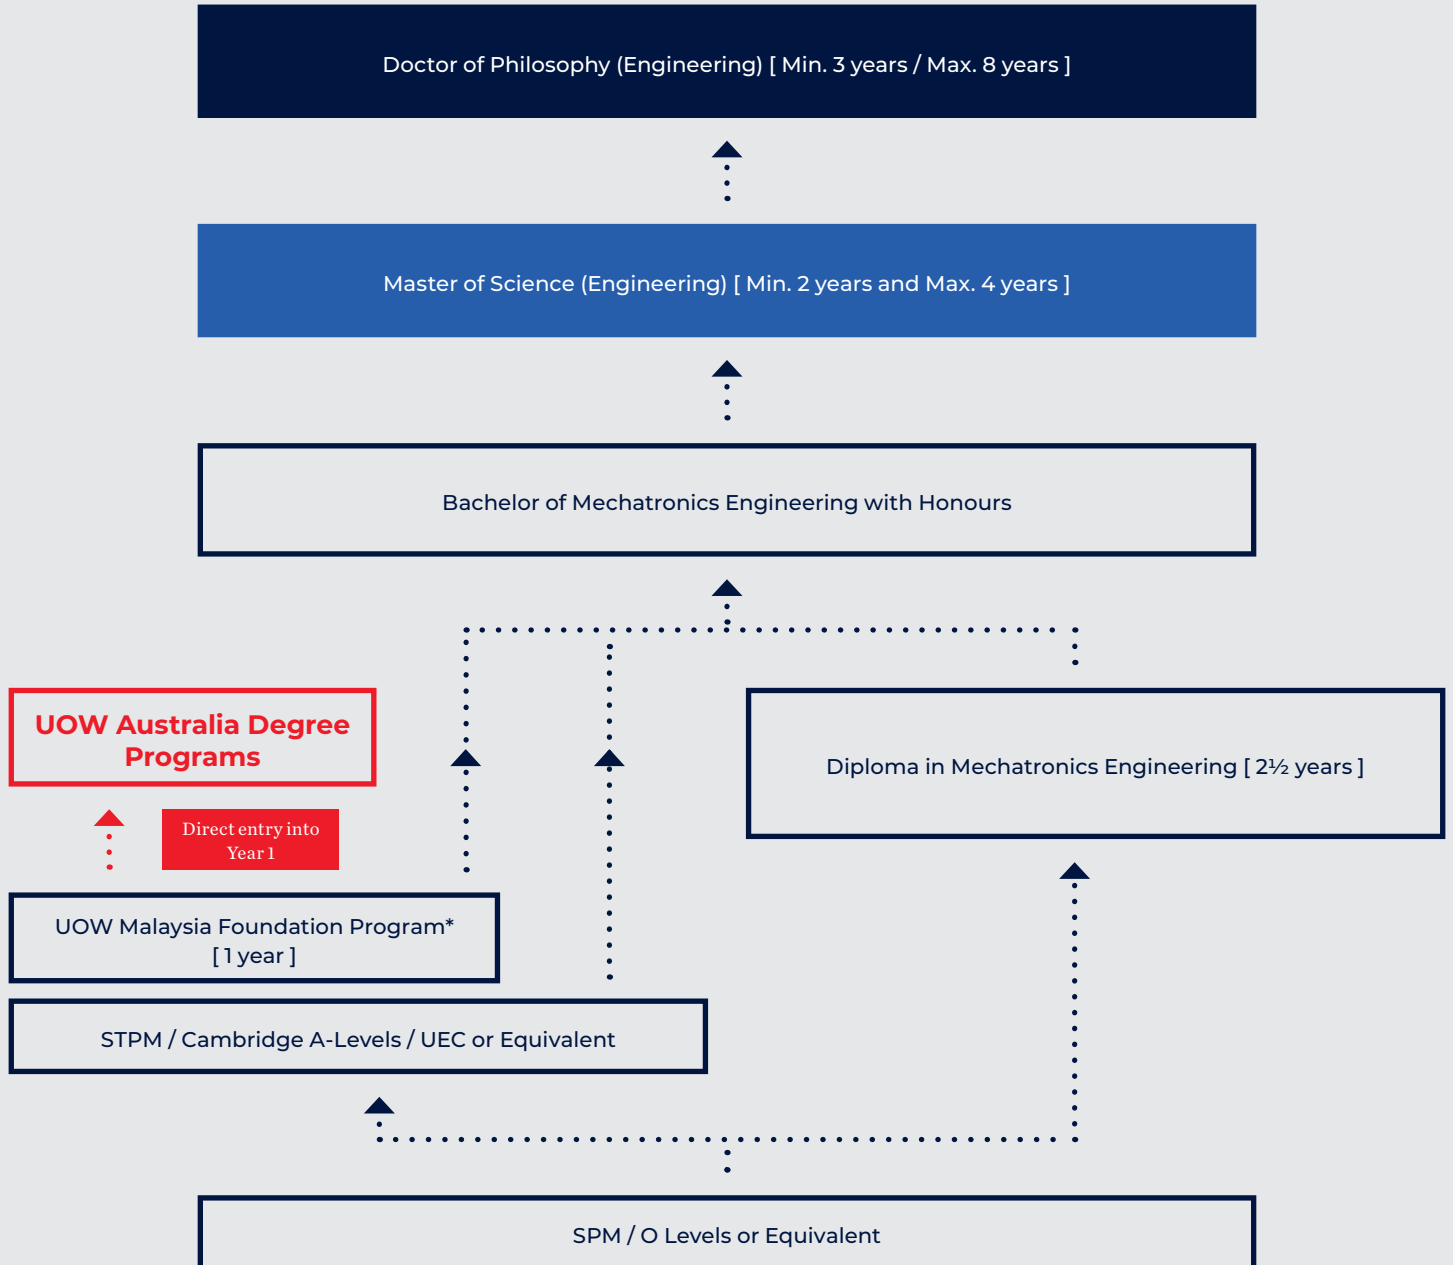 Doctor of Philosophy (Engineering) [ Min. 3 years / Max. 8 years ]
Master of Science (Engineering) [ Min. 2 years and Max. 4 years ]
Bachelor of Mechatronics Engineering with Honours
UOW Australia Degree
Programs
Diploma in Mechatronics Engineering [ 2½ years ]
Direct entry into
Year 1
UOW Malaysia Foundation Program*
[ 1 year ]
STPM / Cambridge A-Levels / UEC or Equivalent
SPM / O Levels or Equivalent